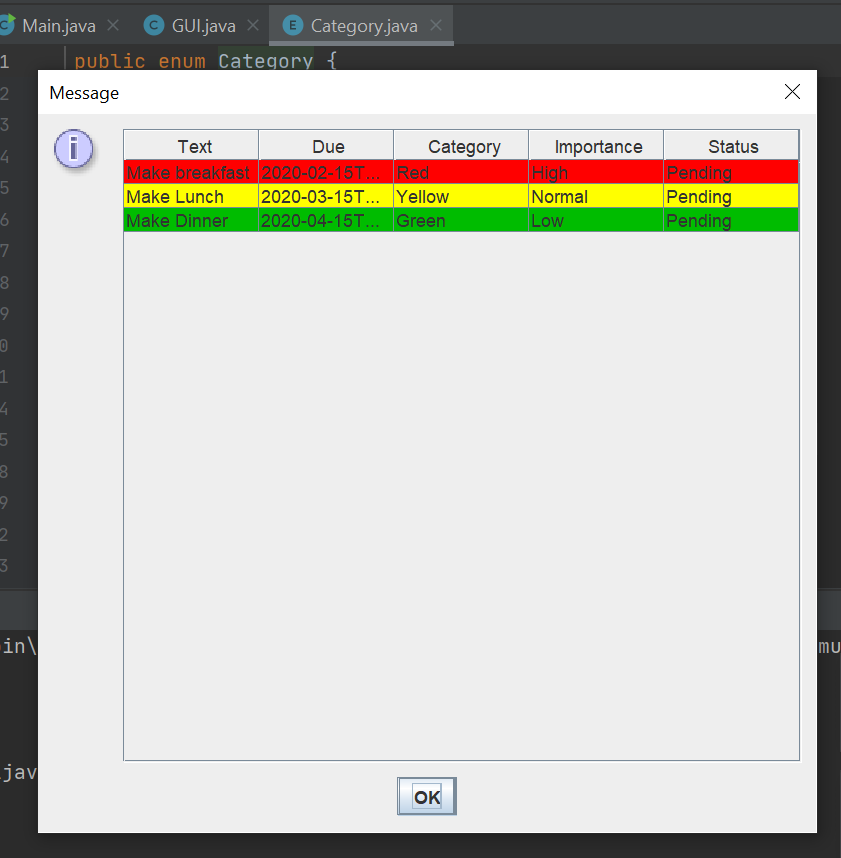 Main.java GUI.java Category.java
1 public enum Category {
Message
Text Due Category Importance Status
Make breakfast 2020-02-15T... Red High Pending
Make Lunch 2020-03-15T... Yellow Normal Pending
Make Dinner 2020-04-15T... Green Low Pending
2
3
4
5
6
7
8
9
0
1
4
5
8
9
2
3
in\
mu
jav
OK